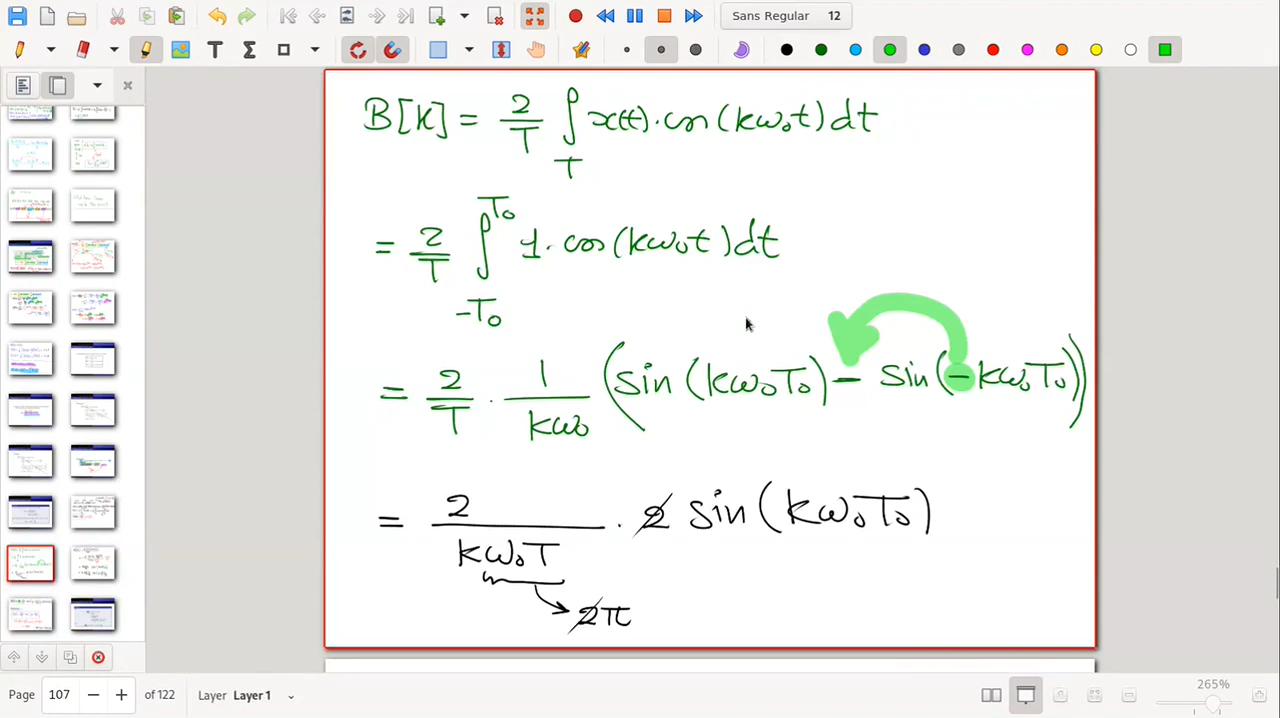 Sans Regular 12
B[K] = 2/T ∫_T x(t)·cos(kω₀t)dt
= 2/T ∫_{-T₀}^{T₀} 1·cos(kω₀t)dt
= 2/T · 1/kω₀ (sin(kω₀T₀) - sin(-kω₀T₀))
= 2/kω₀T · 2 sin(kω₀T₀)
2π
Page 107 of 122 Layer Layer 1 265%